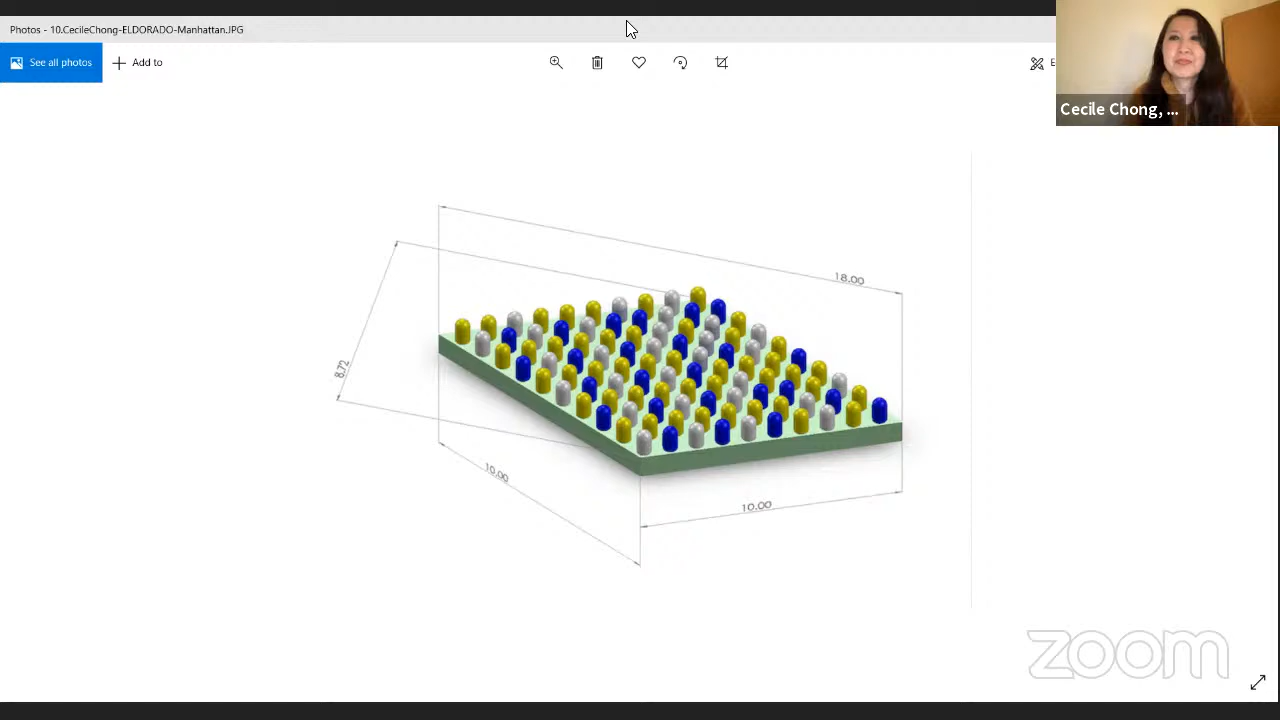 Photos - 10.CecileChong-ELDORADO-Manhattan.JPG
See all photos
Add to
E
Cecile Chong, ...
18.00
8.72
10.00
10.00
zoom